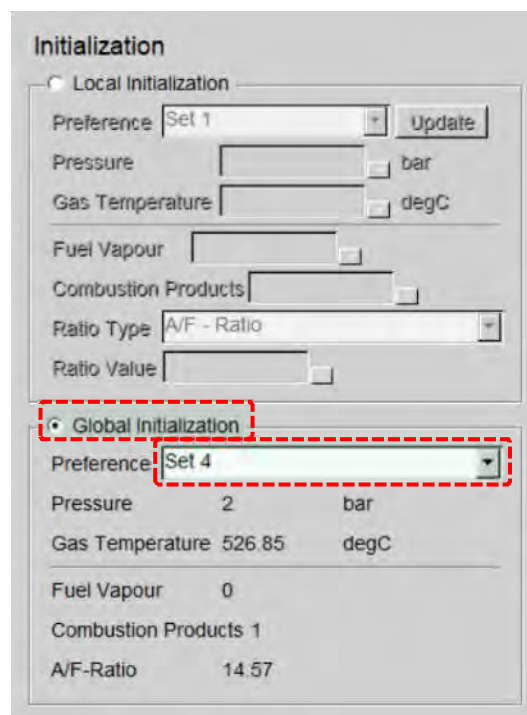 Initialization
Local Initialization
Preference Set 1 Update
Pressure bar
Gas Temperature degC
Fuel Vapour
Combustion Products
Ratio Type A/F - Ratio
Ratio Value
Global Initialization
Preference Set 4
Pressure 2 bar
Gas Temperature 526.85 degC
Fuel Vapour 0
Combustion Products 1
A/F-Ratio 14.57